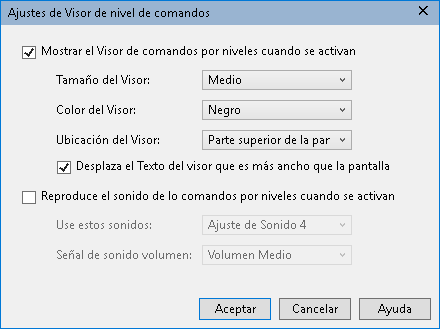 Ajustes de Visor de nivel de comandos
Mostrar el Visor de comandos por niveles cuando se activan
Tamaño del Visor: Medio
Color del Visor: Negro
Ubicación del Visor: Parte superior de la par
Desplaza el Texto del visor que es más ancho que la pantalla
Reproduce el sonido de lo comandos por niveles cuando se activan
Use estos sonidos: Ajuste de Sonido 4
Señal de sonido volumen: Volumen Medio
Aceptar Cancelar Ayuda